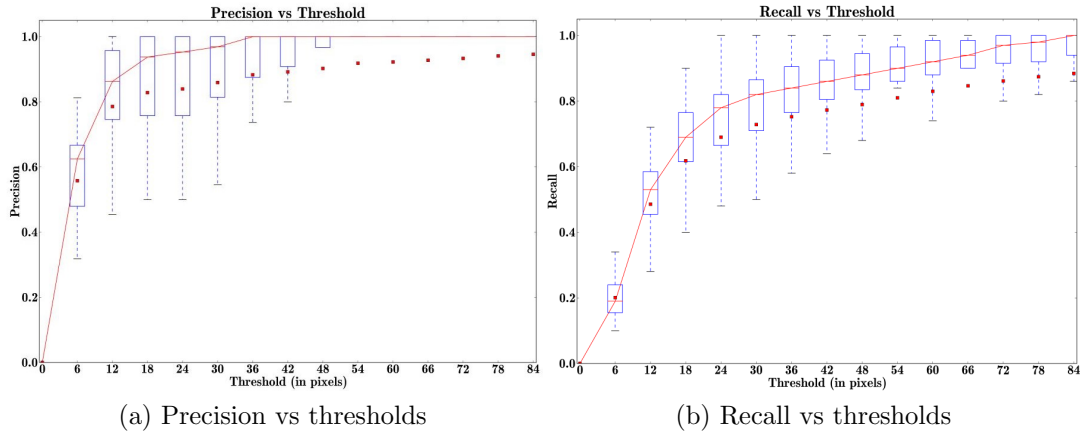 Precision vs Threshold
1.0
0.8
0.6
0.4
0.2
0.0
Precision
0 6 12 18 24 30 36 42 48 54 60 66 72 78 84
Threshold (in pixels)
(a) Precision vs thresholds
Recall vs Threshold
1.0
0.8
0.6
0.4
0.2
0.0
Recall
0 6 12 18 24 30 36 42 48 54 60 66 72 78 84
Threshold (in pixels)
(b) Recall vs thresholds